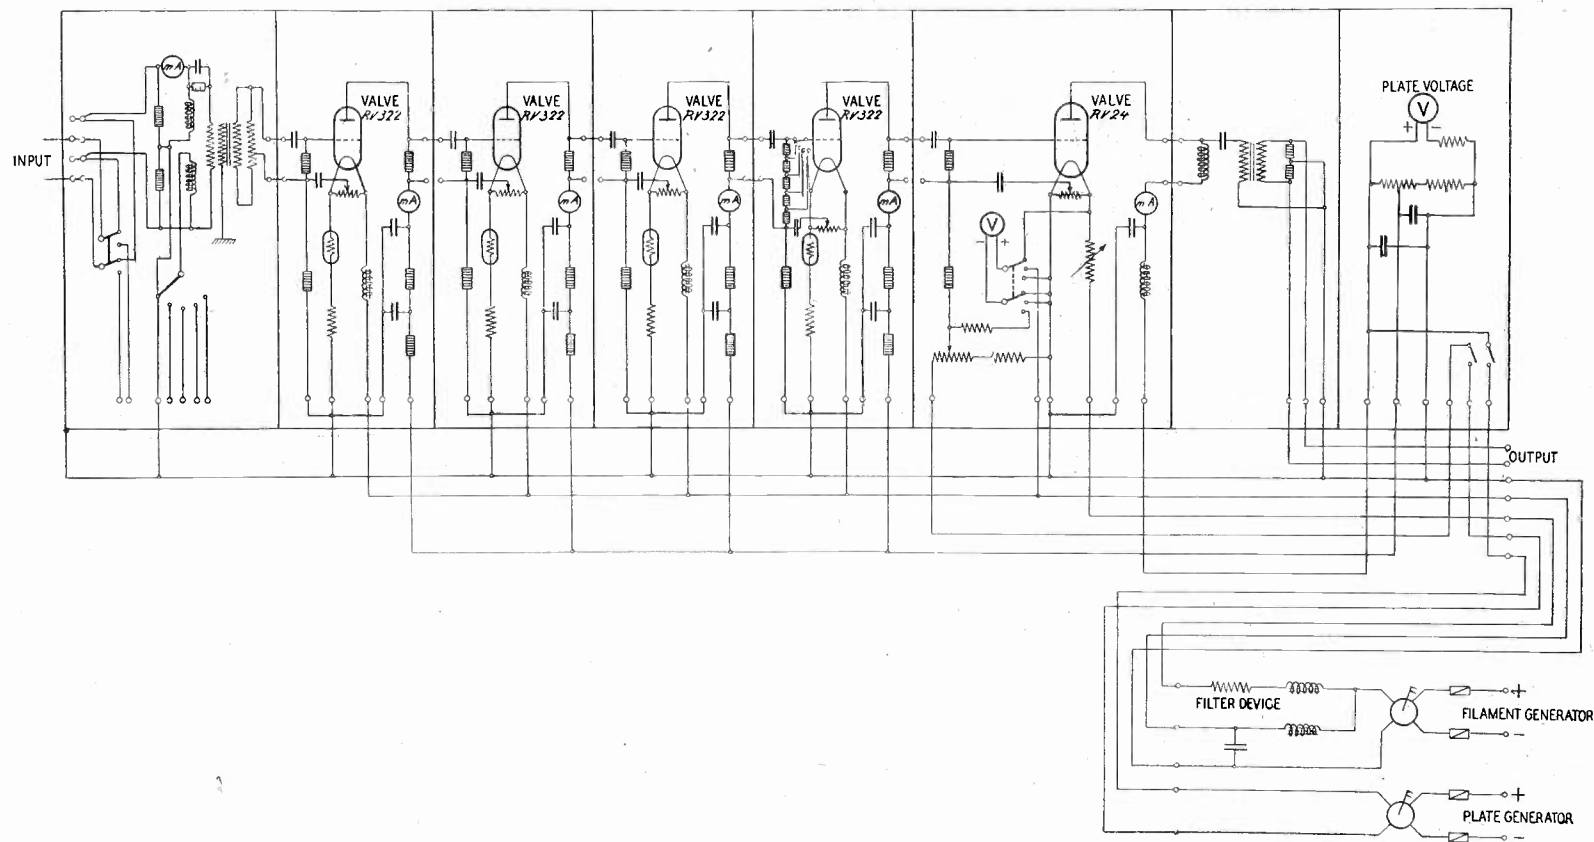 INPUT
mA
VALVE
RV322
mA
VALVE
RV322
mA
VALVE
RV322
mA
VALVE
RV322
mA
V
- +
VALVE
RV24
mA
PLATE VOLTAGE
V
+ -
OUTPUT
FILTER DEVICE
+
FILAMENT GENERATOR
-
+
PLATE GENERATOR
-